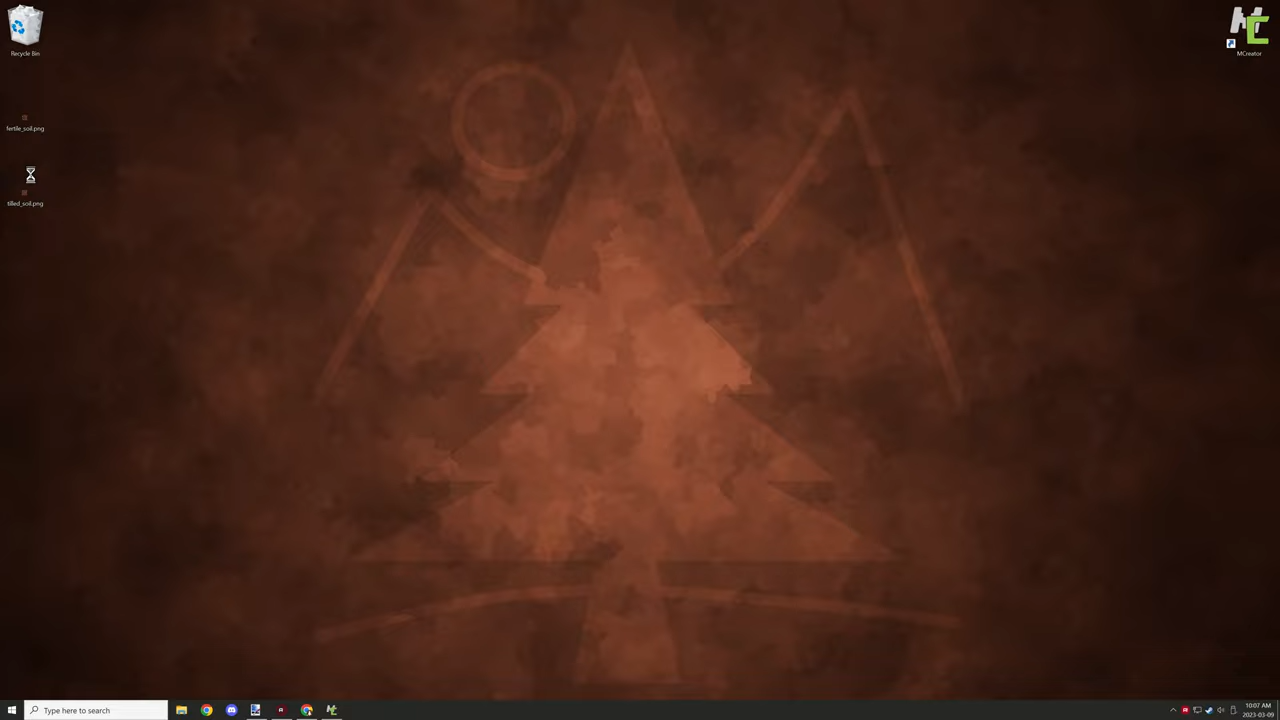 Recycle Bin
MCreator
fertile_soil.png
tilled_soil.png
Type here to search
10:07 AM
2023-03-09